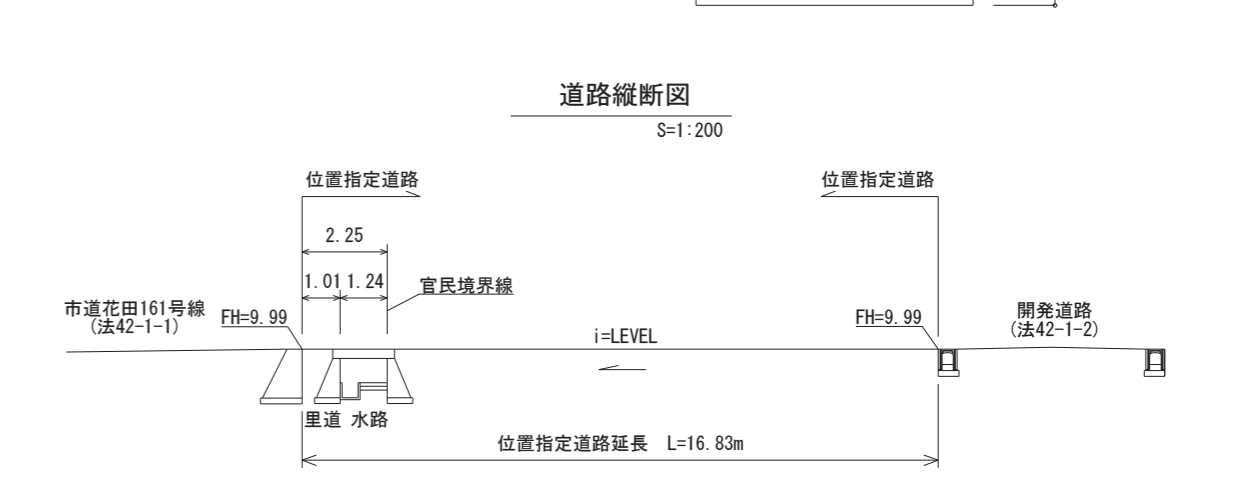 道路縦断図
S=1:200
位置指定道路
位置指定道路
2.25
1.01 1.24
官民境界線
市道花田161号線
(法42-1-1)
FH=9.99
i=LEVEL
FH=9.99
開発道路
(法42-1-2)
里道 水路
位置指定道路延長 L=16.83m